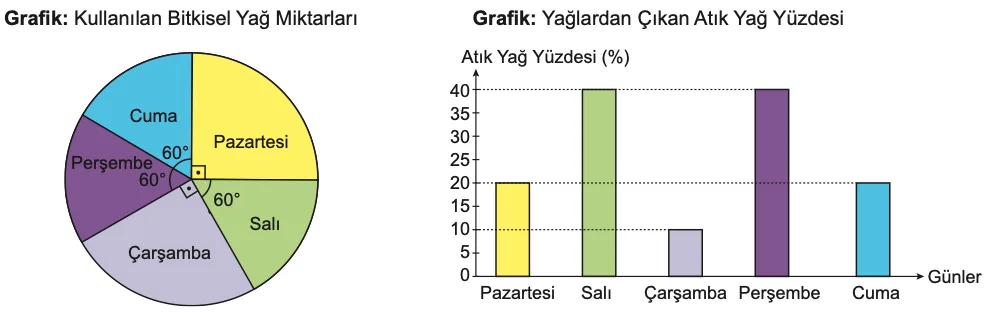 Grafik: Kullanılan Bitkisel Yağ Miktarları
Cuma
Pazartesi
60°
Perşembe
60°
60°
Salı
Çarşamba
Grafik: Yağlardan Çıkan Atık Yağ Yüzdesi
Atık Yağ Yüzdesi (%)
40
35
30
25
20
15
10
5
0
Günler
Pazartesi Salı Çarşamba Perşembe Cuma